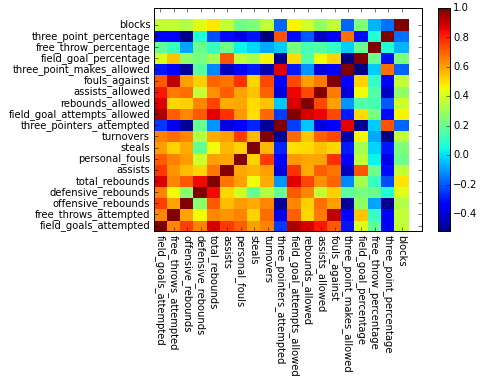 blocks
three_point_percentage
free_throw_percentage
field_goal_percentage
three_point_makes_allowed
fouls_against
assists_allowed
rebounds_allowed
field_goal_attempts_allowed
three_pointers_attempted
turnovers
steals
personal_fouls
assists
total_rebounds
defensive_rebounds
offensive_rebounds
free_throws_attempted
field_goals_attempted
field_goals_attempted
free_throws_attempted
offensive_rebounds
defensive_rebounds
total_rebounds
assists
personal_fouls
steals
turnovers
three_pointers_attempted
field_goal_attempts_allowed
rebounds_allowed
assists_allowed
fouls_against
three_point_makes_allowed
field_goal_percentage
free_throw_percentage
three_point_percentage
blocks
1.0
0.8
0.6
0.4
0.2
0.0
−0.2
−0.4